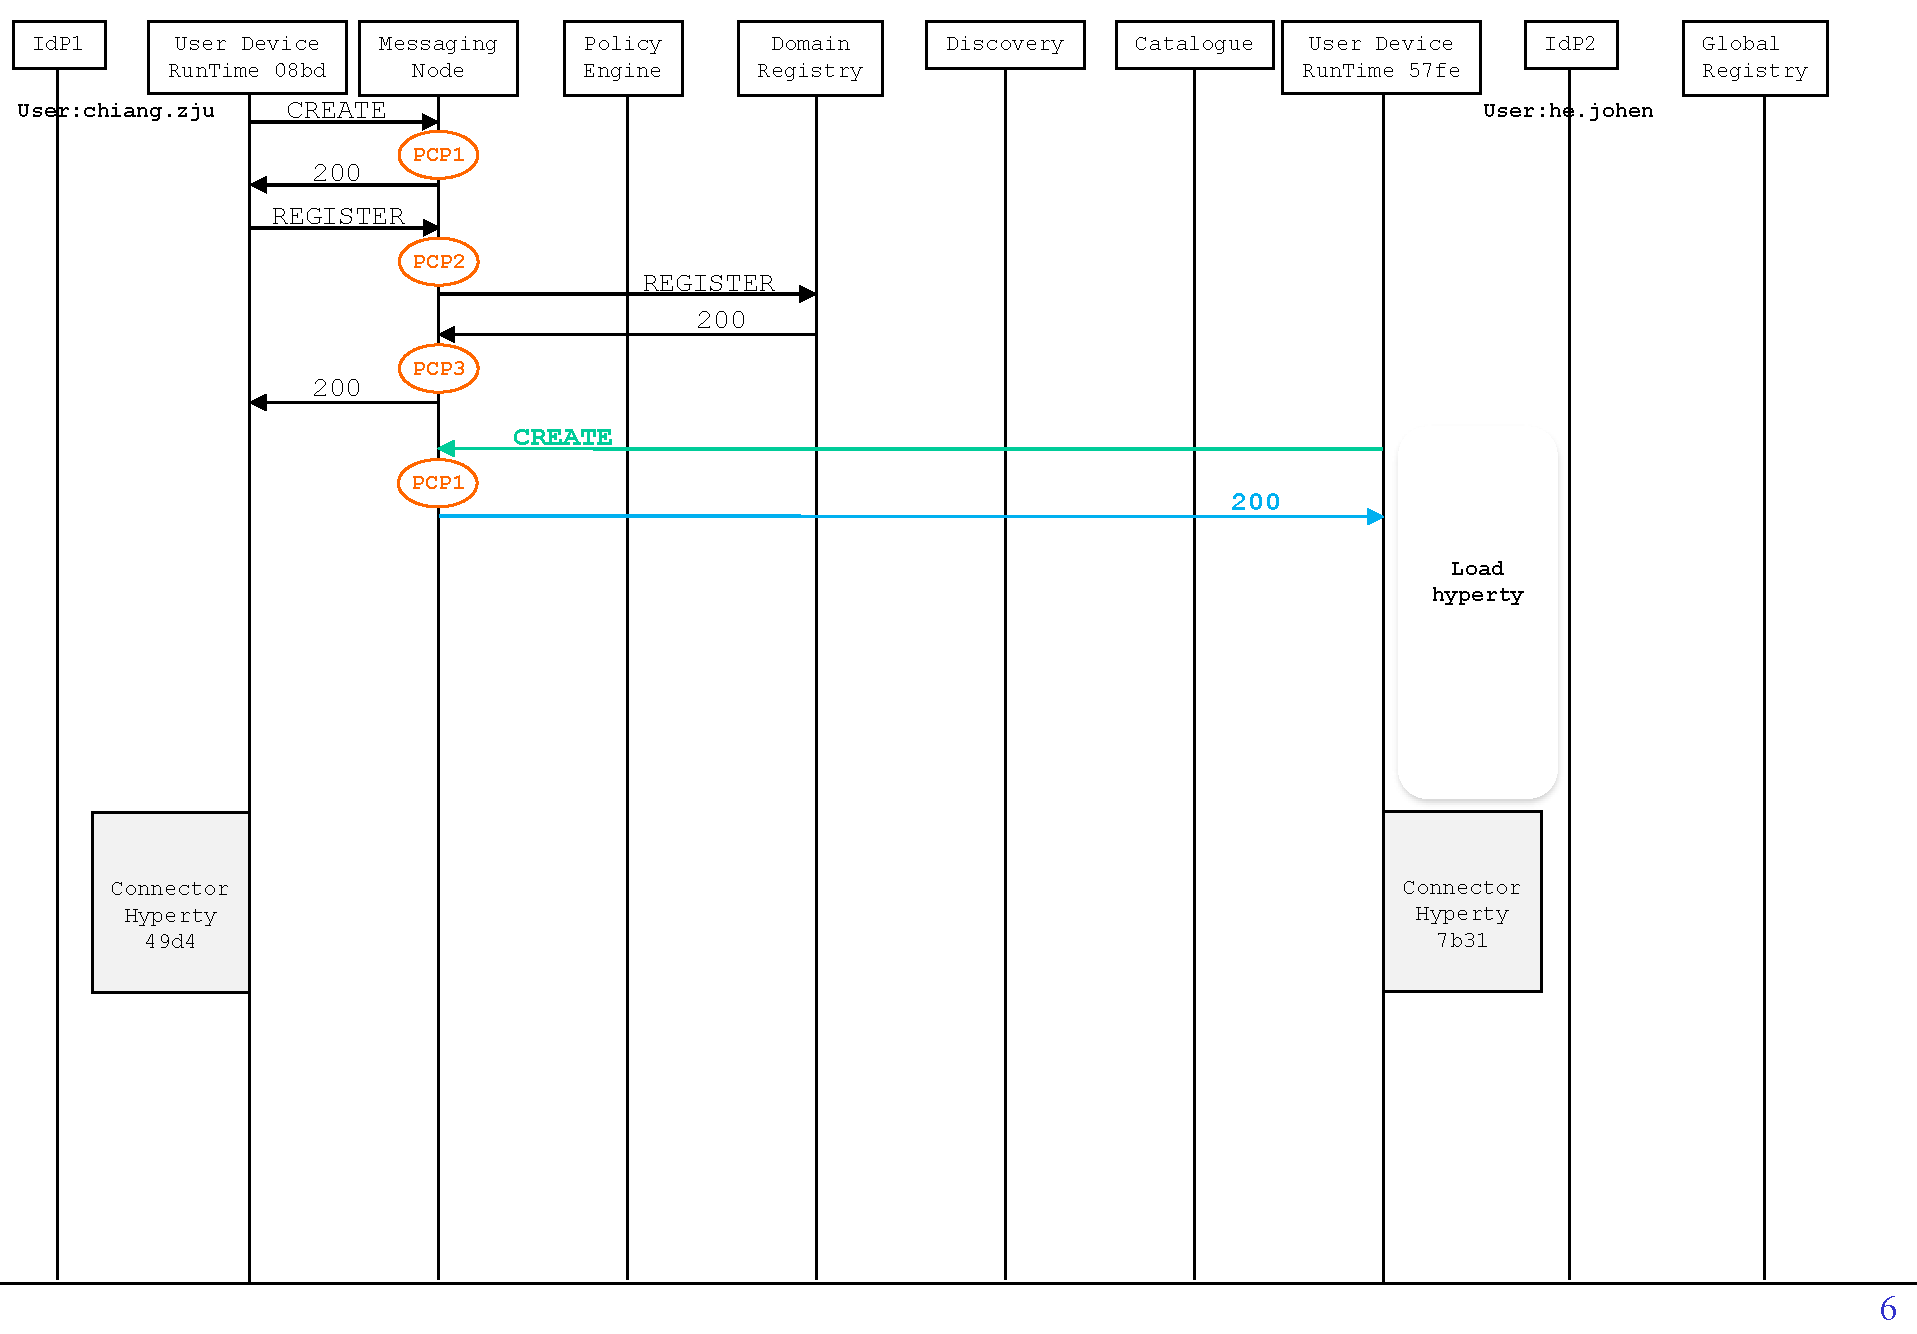 IdP1
User Device
RunTime 08bd
Messaging
Node
Policy
Engine
Domain
Registry
Discovery
Catalogue
User Device
RunTime 57fe
IdP2
Global
Registry
User:chiang.zju
User:he.johen
CREATE
PCP1
200
REGISTER
PCP2
REGISTER
200
PCP3
200
CREATE
PCP1
200
Load
hyperty
Connector
Hyperty
49d4
Connector
Hyperty
7b31
6